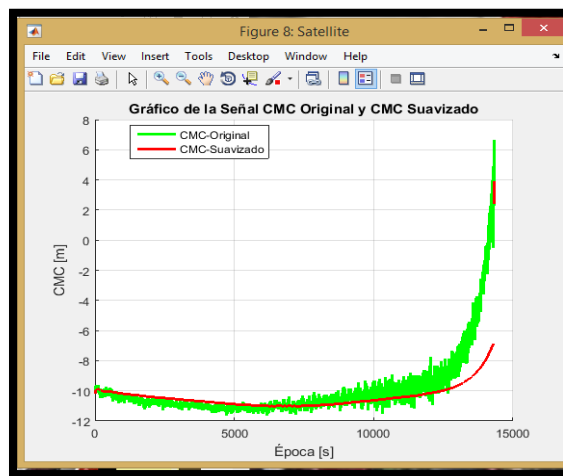 Figure 8: Satellite
File Edit View Insert Tools Desktop Window Help
Gráfico de la Señal CMC Original y CMC Suavizado
CMC-Original
CMC-Suavizado
CMC [m]
8
6
4
2
0
-2
-4
-6
-8
-10
-12
0 5000 10000 15000
Época [s]